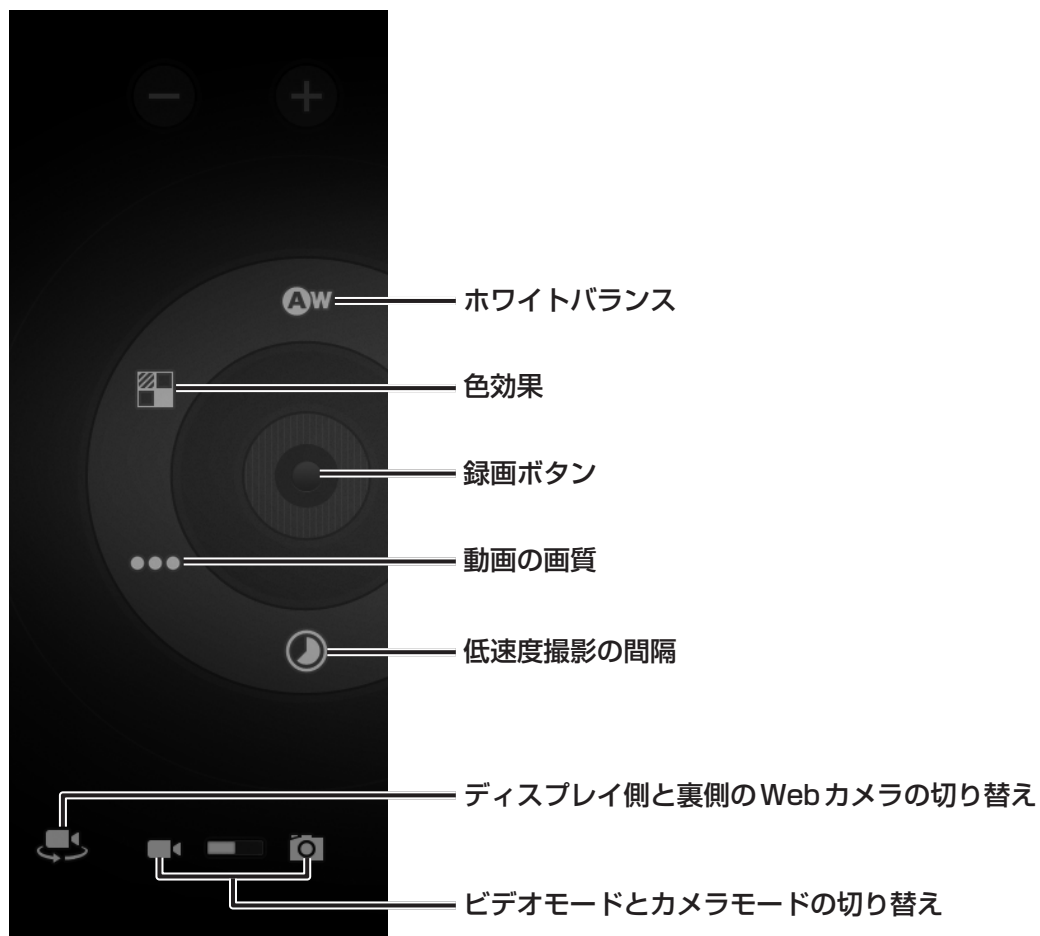 AW
ホワイトバランス
色効果
録画ボタン
動画の画質
低速度撮影の間隔
ディスプレイ側と裏側のWebカメラの切り替え
ビデオモードとカメラモードの切り替え